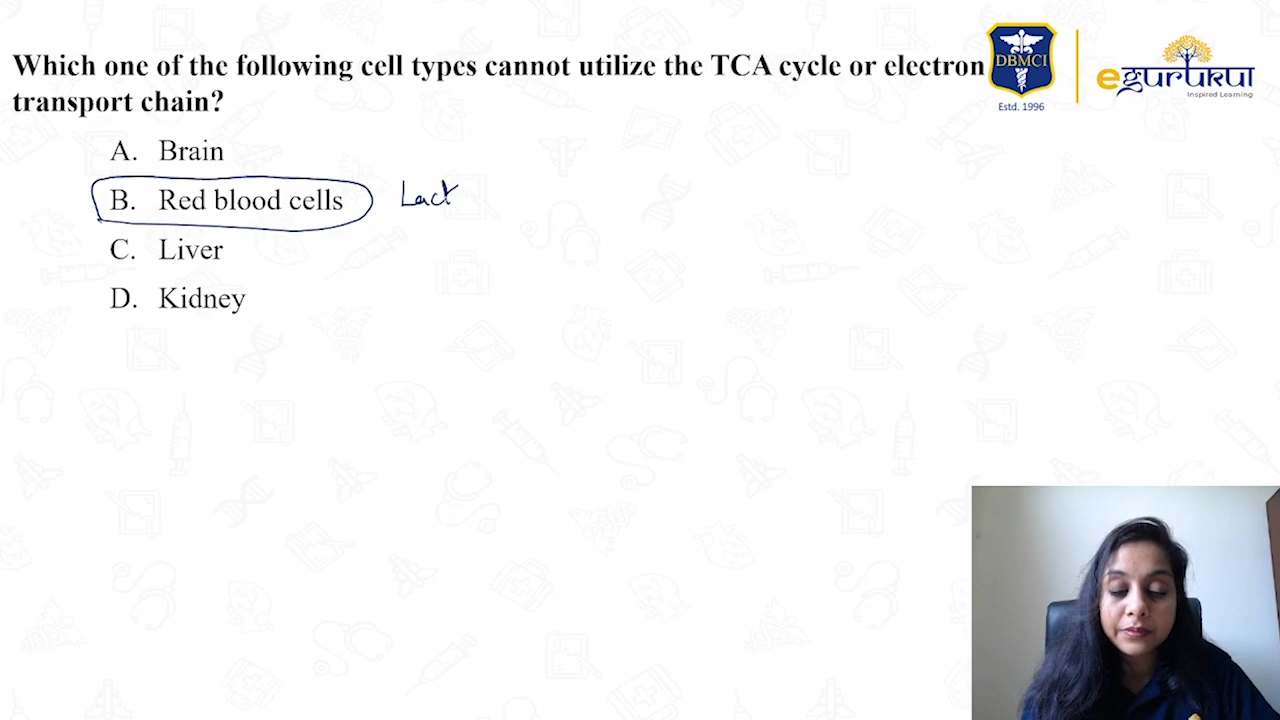 Which one of the following cell types cannot utilize the TCA cycle or electron
transport chain?
A. Brain
B. Red blood cells Lact
C. Liver
D. Kidney
DBMCI
Estd. 1996
egurukul
Inspired Learning